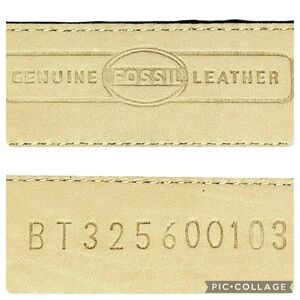 GENUINE FOSSIL LEATHER
BT325600103
PIC•COLLAGE